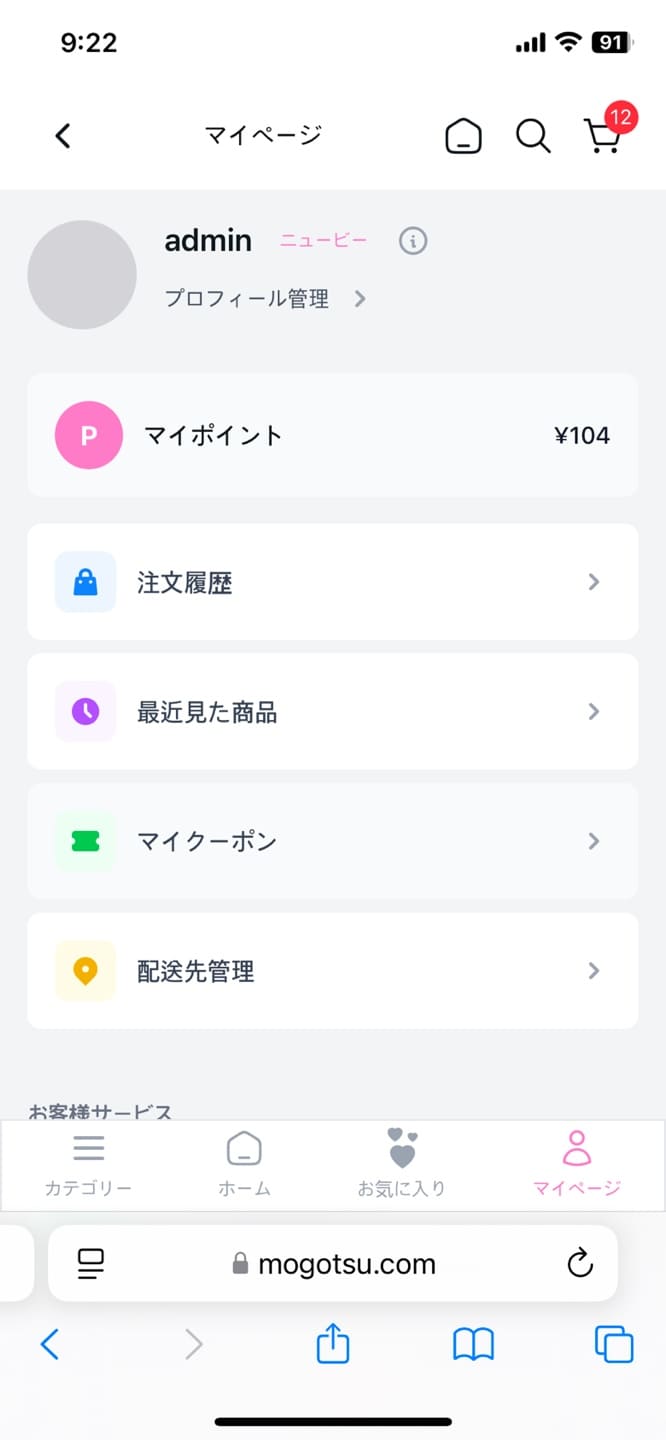 9:22
91
マイページ
12
admin ニュービー
プロフィール管理
P マイポイント ¥104
注文履歴
最近見た商品
マイクーポン
配送先管理
お客様サービス
カテゴリー ホーム お気に入り マイページ
mogotsu.com